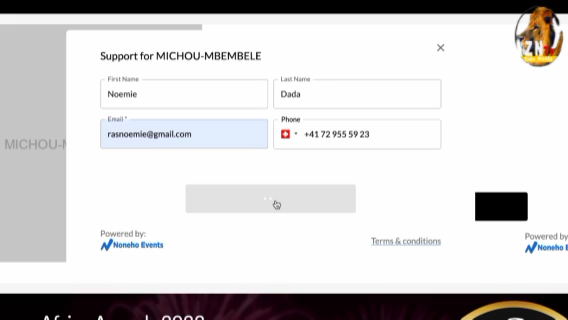 Support for MICHOU-MBEMBELE
First Name
Last Name
Noemie
Dada
Email *
Phone
rasnoemie@gmail.com
+41 72 955 59 23
MICHOU-M
Powered by:
Noneho Events
Terms & conditions
Powered by
Noneho E